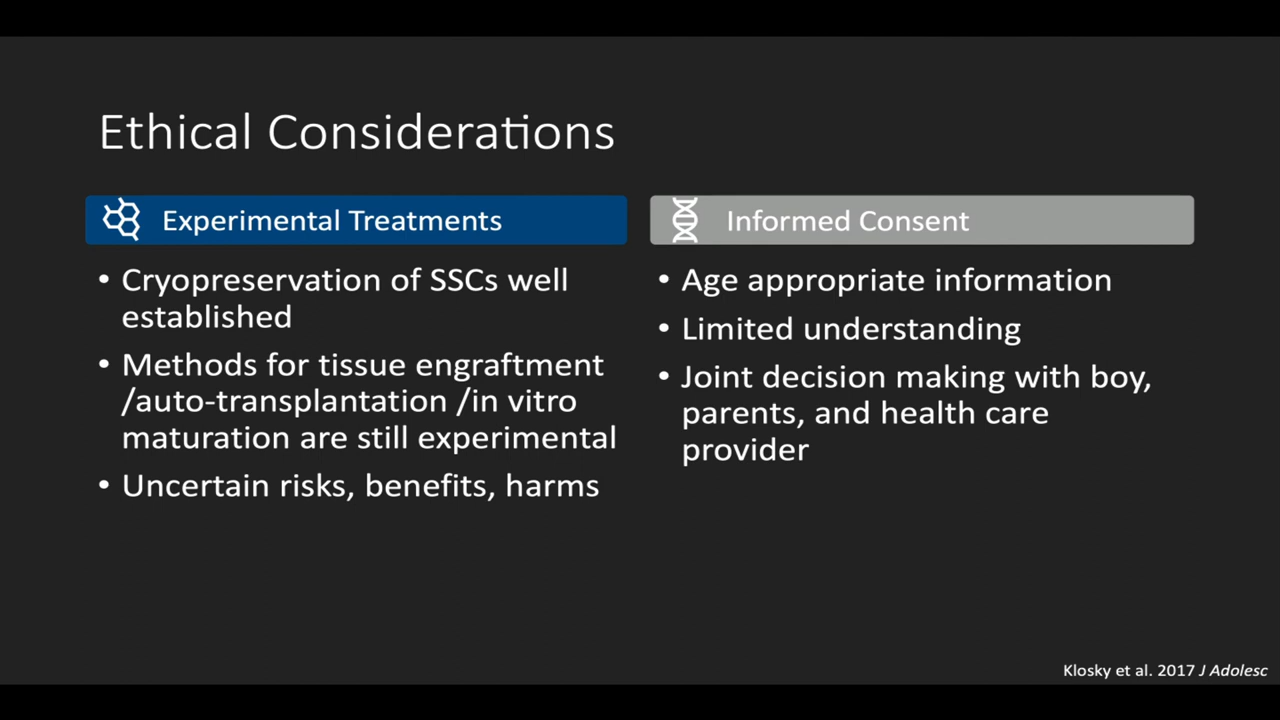 Ethical Considerations
Experimental Treatments
• Cryopreservation of SSCs well
established
• Methods for tissue engraftment
/auto-transplantation /in vitro
maturation are still experimental
• Uncertain risks, benefits, harms
Informed Consent
• Age appropriate information
• Limited understanding
• Joint decision making with boy,
parents, and health care
provider
Klosky et al. 2017 J Adolesc